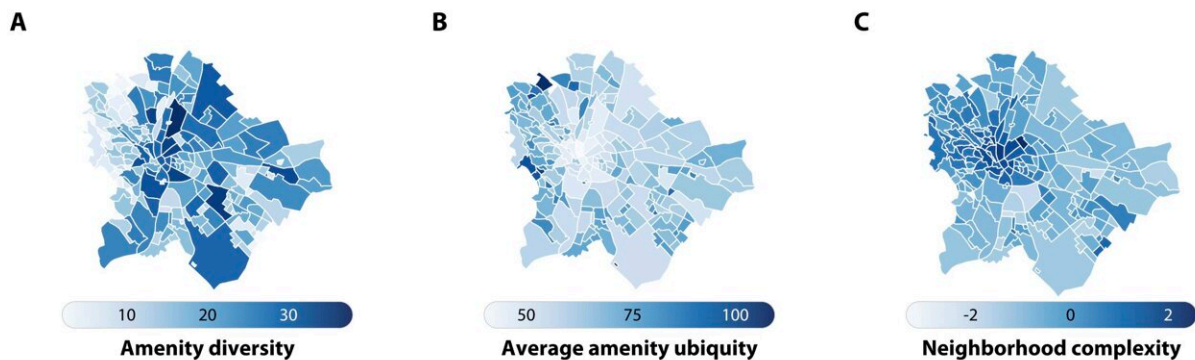 A
B
C
10 20 30
Amenity diversity
50 75 100
Average amenity ubiquity
-2 0 2
Neighborhood complexity